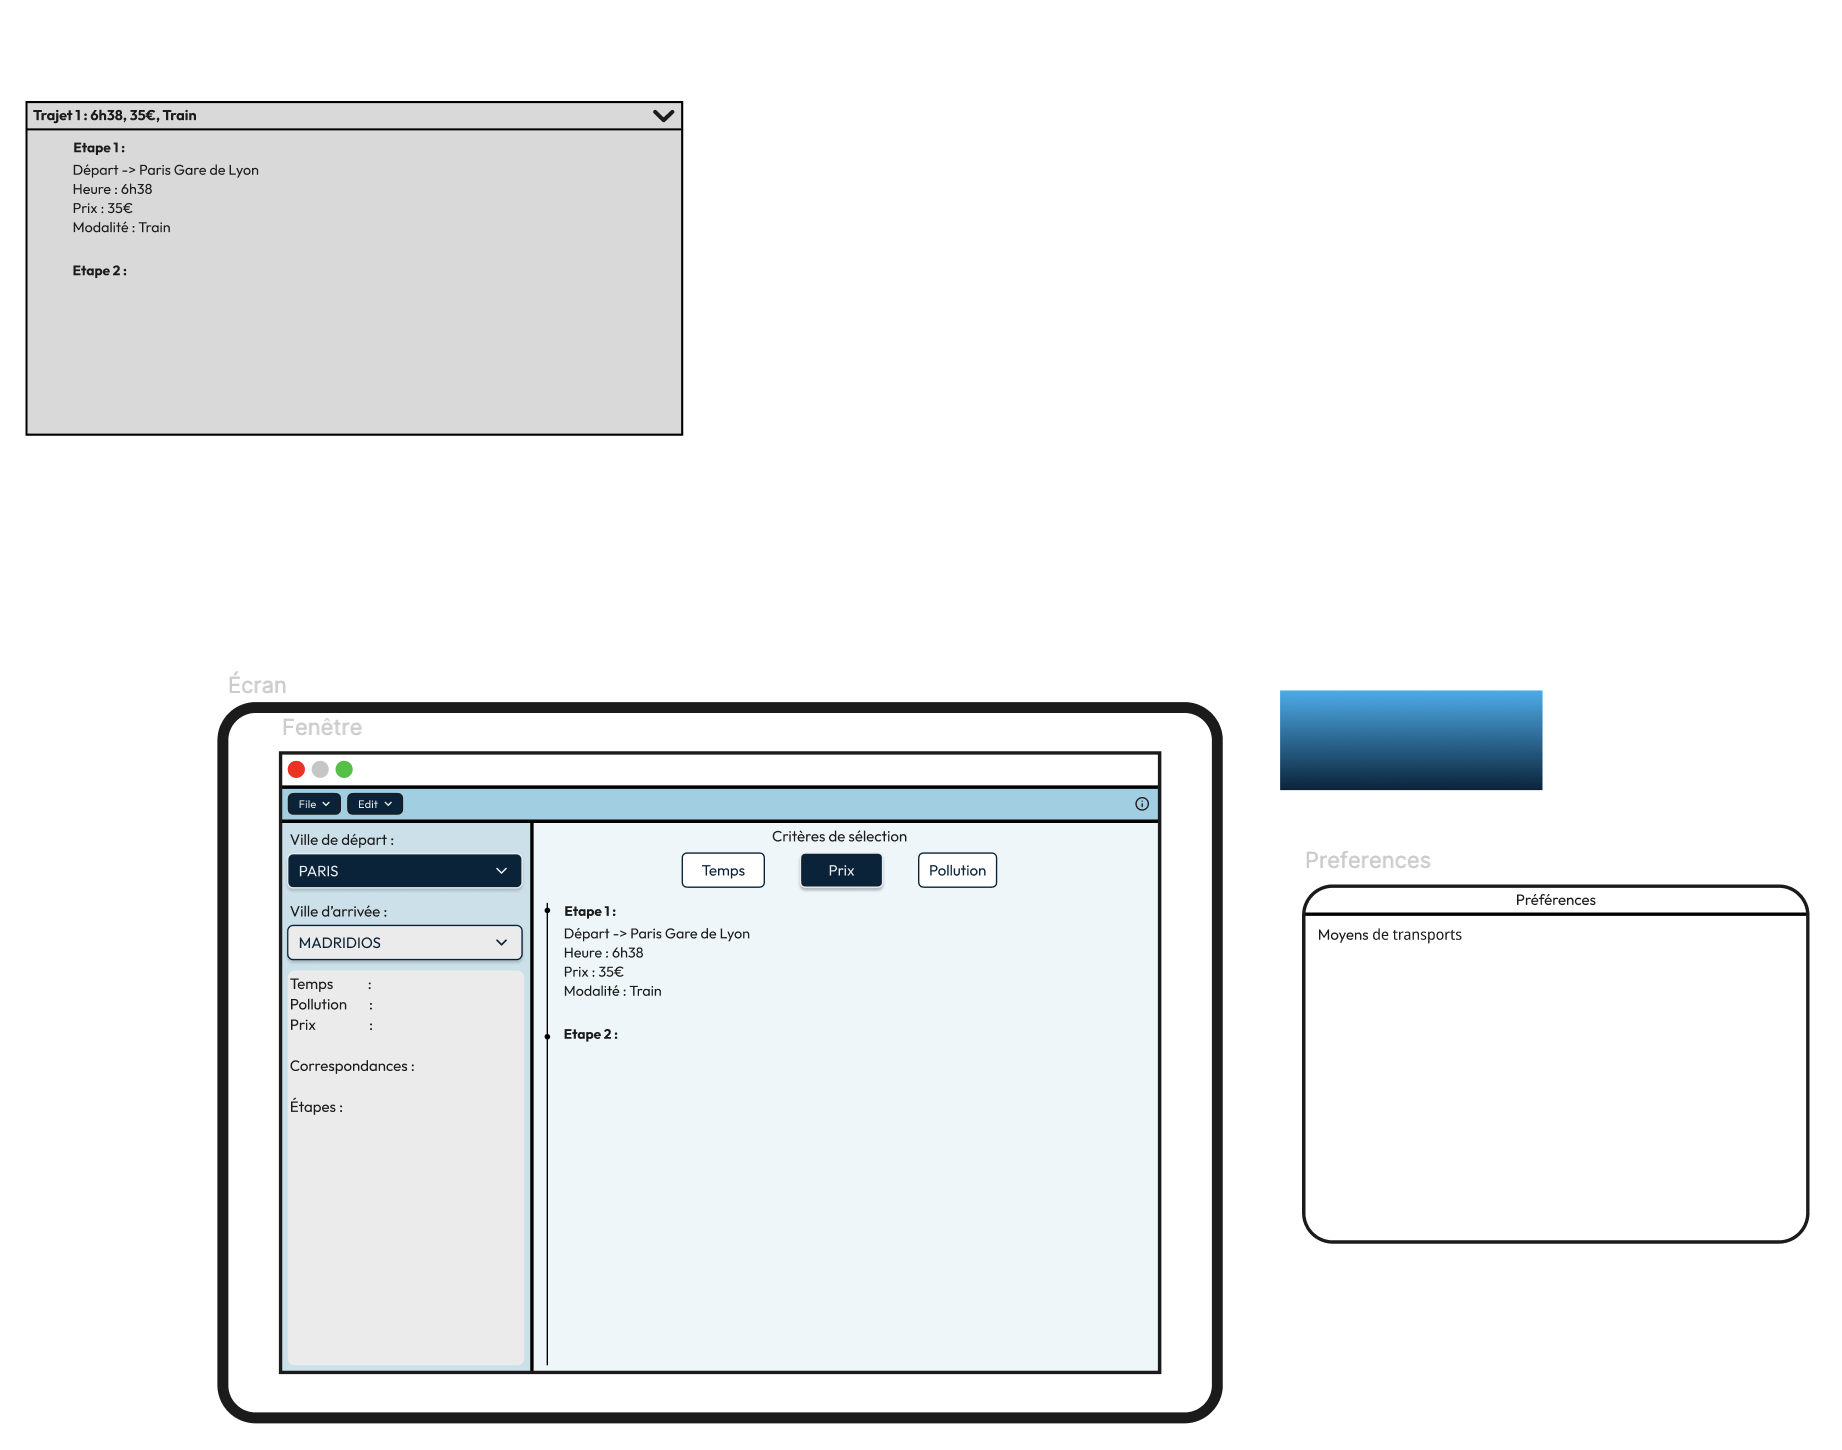 Trajet 1 : 6h38, 35€, Train
Etape 1 :
Départ -> Paris Gare de Lyon
Heure : 6h38
Prix : 35€
Modalité : Train
Etape 2 :
Écran
Fenêtre
File
Edit
Ville de départ :
PARIS
Ville d’arrivée :
MADRIDIOS
Temps :
Pollution :
Prix :
Correspondances :
Étapes :
Critères de sélection
Temps
Prix
Pollution
Etape 1 :
Départ -> Paris Gare de Lyon
Heure : 6h38
Prix : 35€
Modalité : Train
Etape 2 :
Preferences
Préférences
Moyens de transports